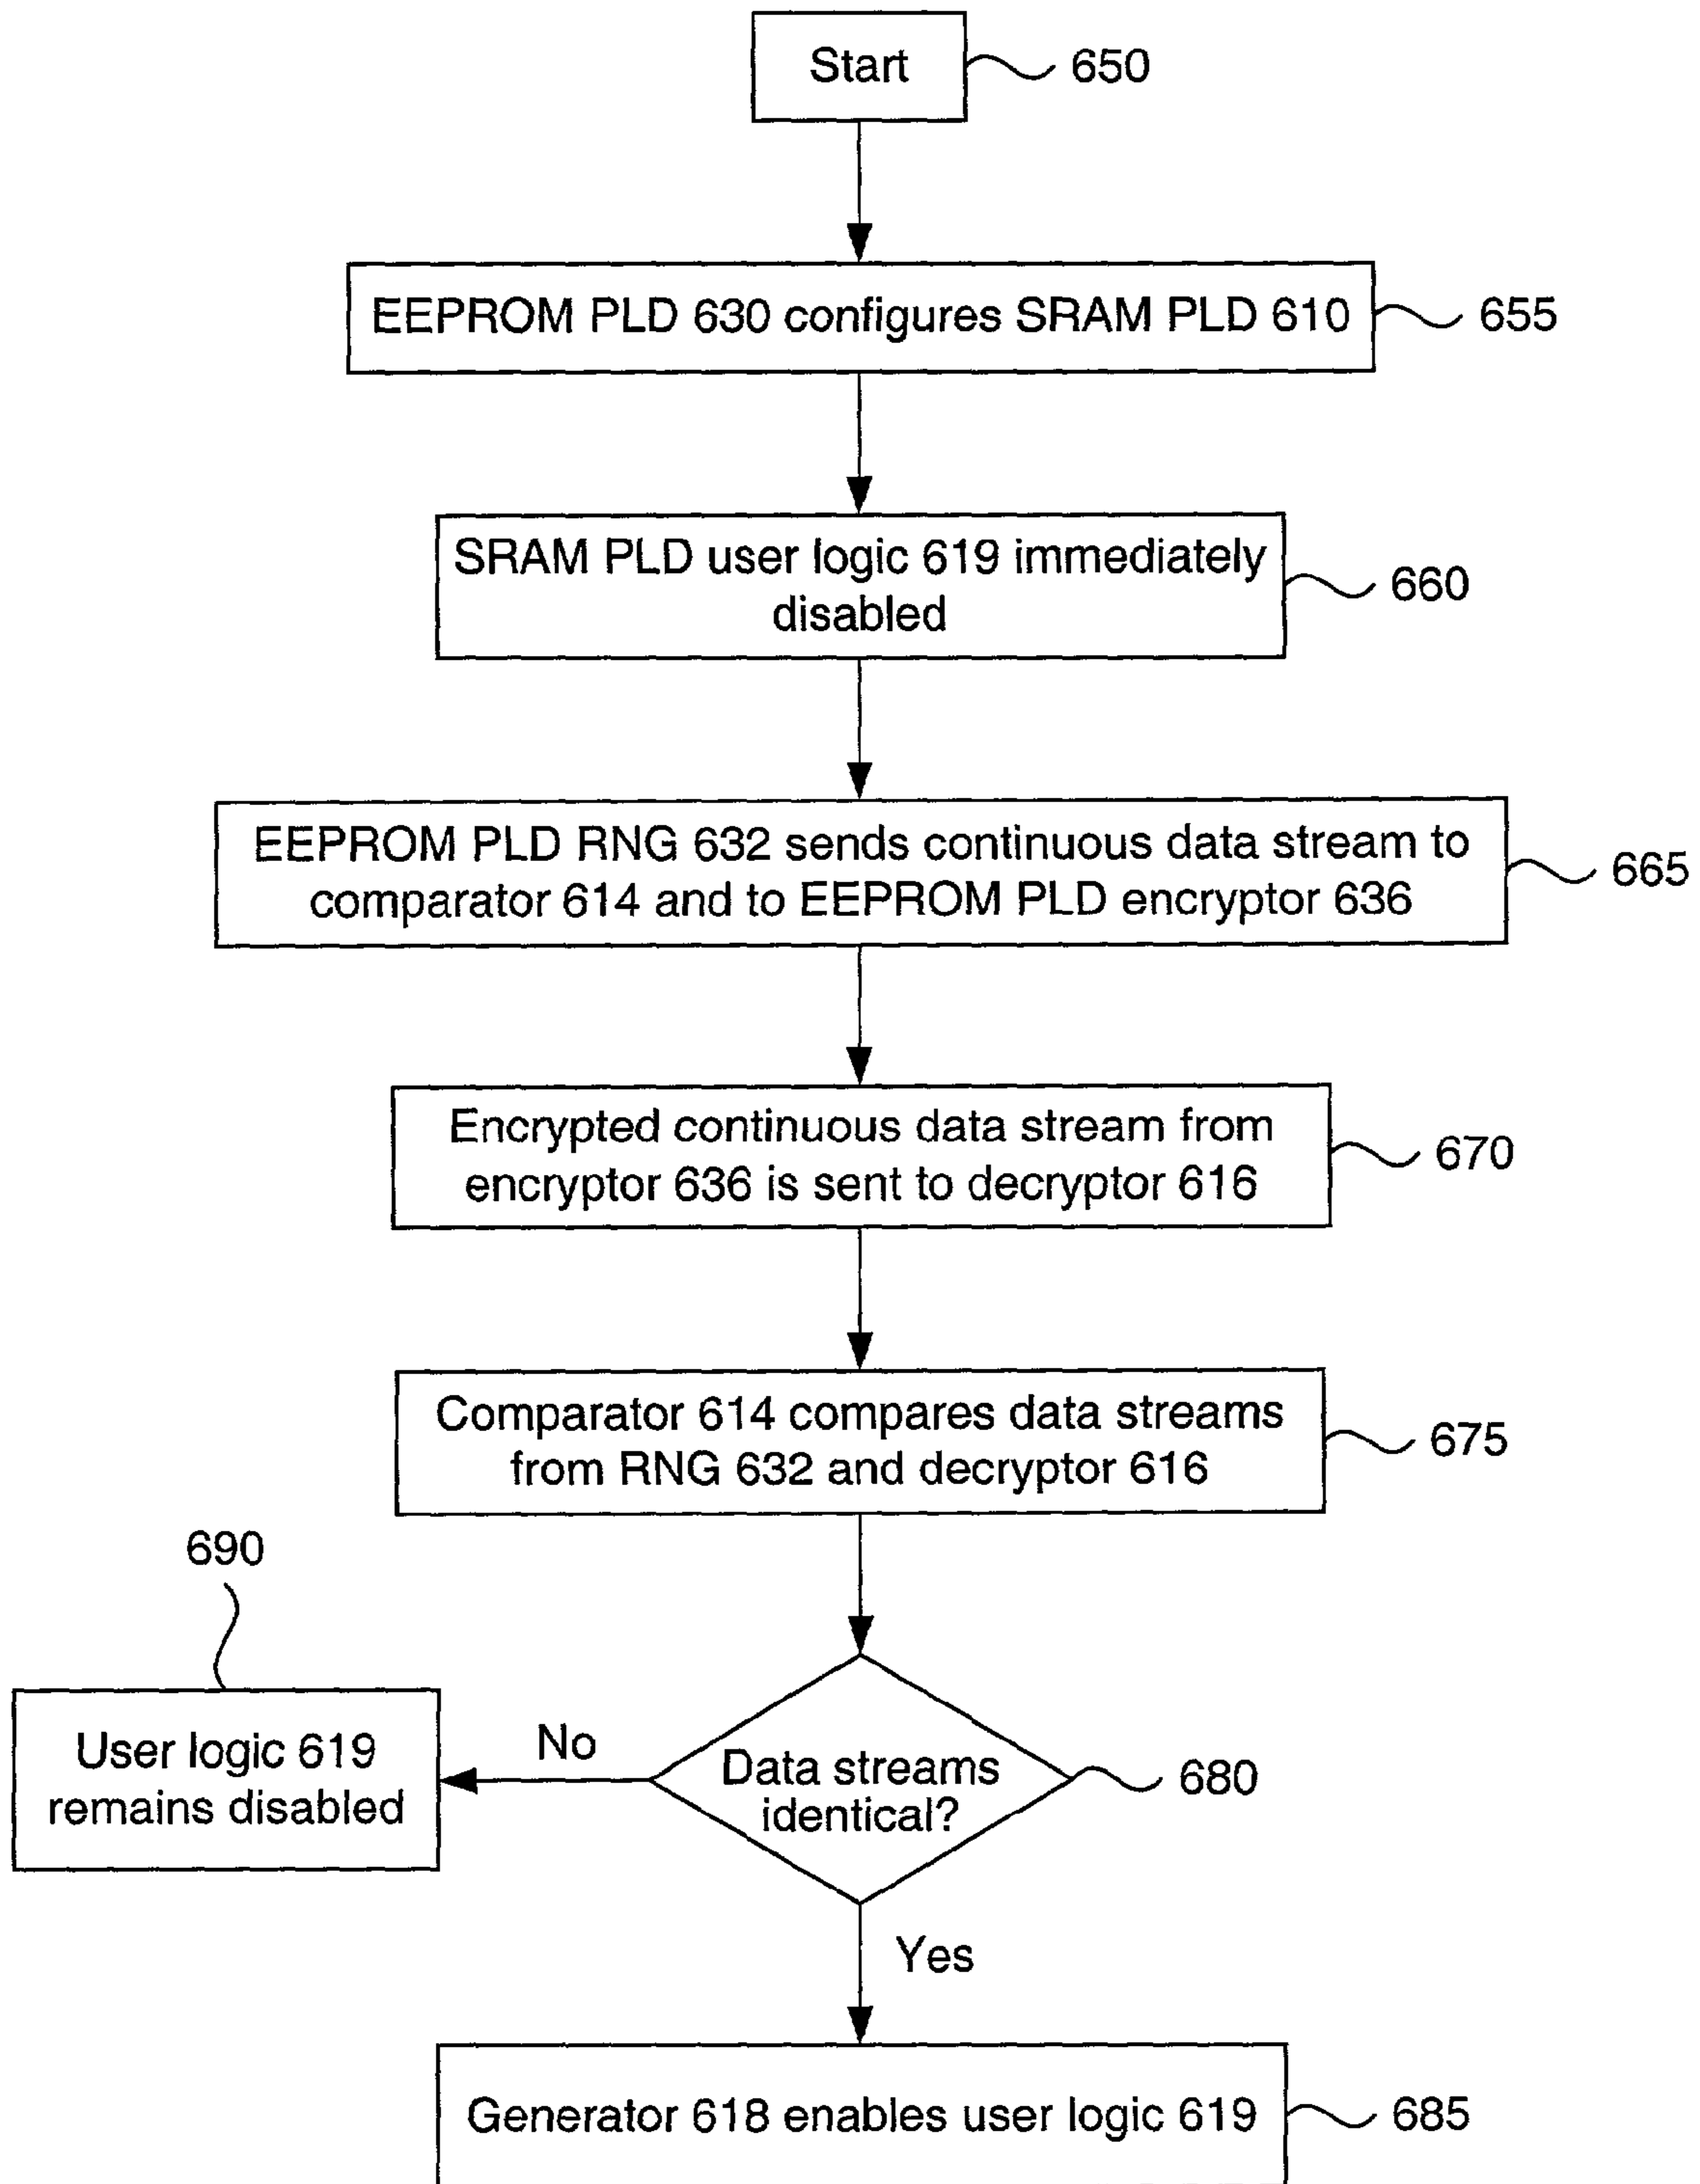 Start
650
EEPROM PLD 630 configures SRAM PLD 610
655
SRAM PLD user logic 619 immediately
disabled
660
EEPROM PLD RNG 632 sends continuous data stream to
comparator 614 and to EEPROM PLD encryptor 636
665
Encrypted continuous data stream from
encryptor 636 is sent to decryptor 616
670
Comparator 614 compares data streams
from RNG 632 and decryptor 616
675
690
User logic 619
remains disabled
No
Data streams
identical?
680
Yes
Generator 618 enables user logic 619
685